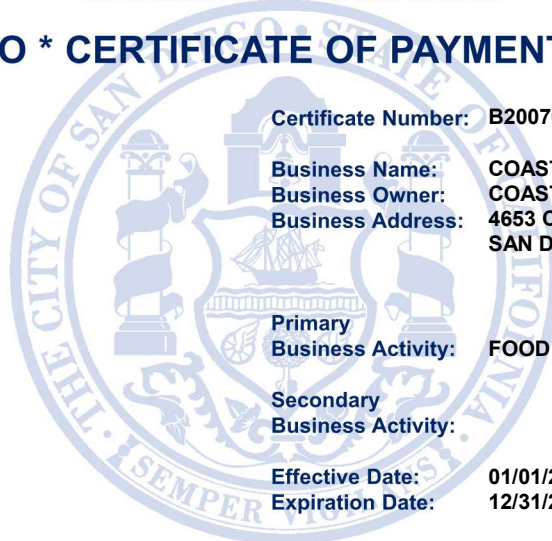 O * CERTIFICATE OF PAYMENT
Certificate Number: B2007
Business Name: COAST
Business Owner: COAST
Business Address: 4653 C
SAN D
Primary
Business Activity: FOOD
Secondary
Business Activity:
Effective Date: 01/01/2
Expiration Date: 12/31/2
THE CITY OF SAN DIEGO • STATE OF CALIFORNIA
SEMPER VIGILANS